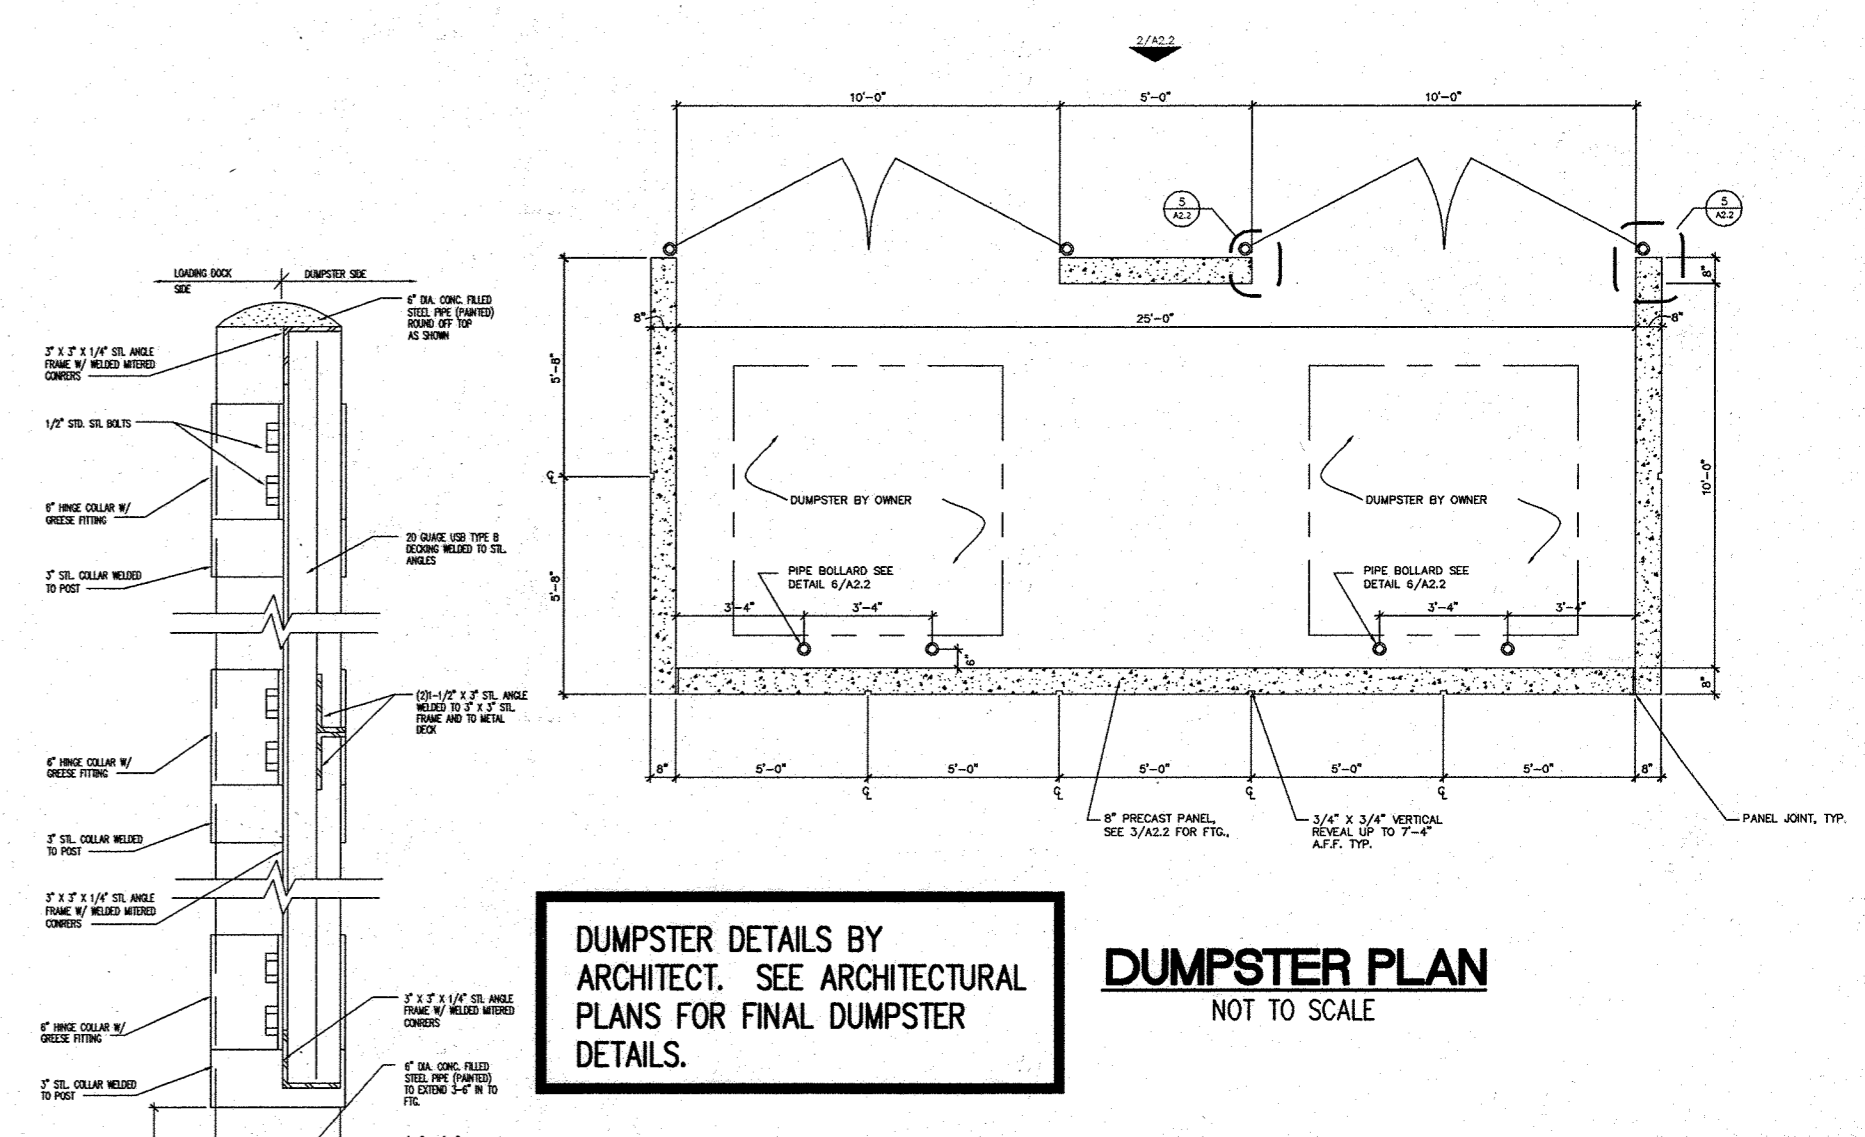 2/A2.2
10'-0"
5'-0"
10'-0"
5
A2.2
5
A2.2
8"
8"
25'-0"
8"
5'-8"
10'-0"
DUMPSTER BY OWNER
DUMPSTER BY OWNER
PIPE BOLLARD SEE
DETAIL 6/A2.2
PIPE BOLLARD SEE
DETAIL 6/A2.2
5'-8"
3'-4"
3'-4"
3'-4"
3'-4"
6"
8"
8"
5'-0"
5'-0"
5'-0"
5'-0"
5'-0"
8"
8" PRECAST PANEL,
SEE 3/A2.2 FOR FTG.,
3/4" X 3/4" VERTICAL
REVEAL UP TO 7'-4"
A.F.F. TYP.
PANEL JOINT, TYP.
LOADING DOCK
SIDE
DUMPSTER SIDE
6" DIA. CONC. FILLED
STEEL PIPE (PAINTED)
ROUND OFF TOP
AS SHOWN
3" X 3" X 1/4" STL ANGLE
FRAME W/ WELDED MITERED
CONRERS
1/2" STD. STL BOLTS
6" HINGE COLLAR W/
GREESE FITTING
20 GUAGE USB TYPE B
DECKING WELDED TO STL.
ANGLES
3" STL. COLLAR WELDED
TO POST
(2)1-1/2" X 3" STL. ANGLE
WELDED TO 3" X 3" STL.
FRAME AND TO METAL
DECK
6" HINGE COLLAR W/
GREESE FITTING
3" STL. COLLAR WELDED
TO POST
3" X 3" X 1/4" STL ANGLE
FRAME W/ WELDED MITERED
CONRERS
3" X 3" X 1/4" STL ANGLE
FRAME W/ WELDED MITERED
CONRERS
6" HINGE COLLAR W/
GREESE FITTING
6" DIA. CONC. FILLED
STEEL PIPE (PAINTED)
TO EXTEND 3-6" IN TO
FTG.
3" STL. COLLAR WELDED
TO POST
DUMPSTER DETAILS BY
ARCHITECT. SEE ARCHITECTURAL
PLANS FOR FINAL DUMPSTER
DETAILS.
DUMPSTER PLAN
NOT TO SCALE